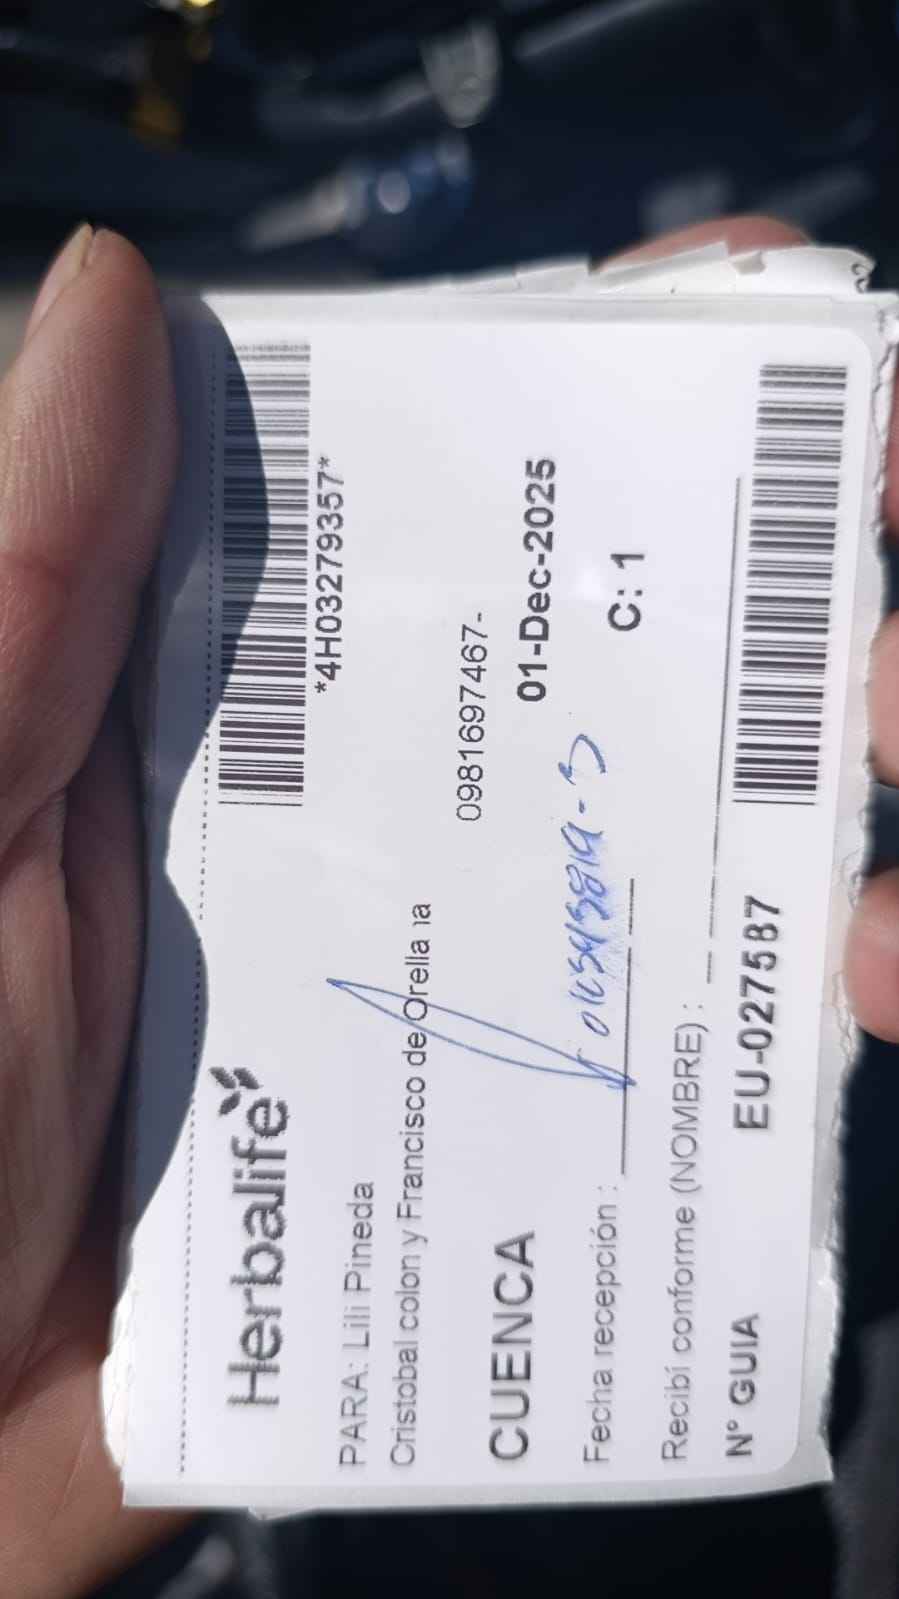 Herbalife
*4H03279357*
PARA: Lili Pineda
Cristobal colon y Francisco de Orella na
0981697467-
CUENCA
01-Dec-2025
Fecha recepción :
C: 1
Recibí conforme (NOMBRE) :
N° GUIA
EU-027587